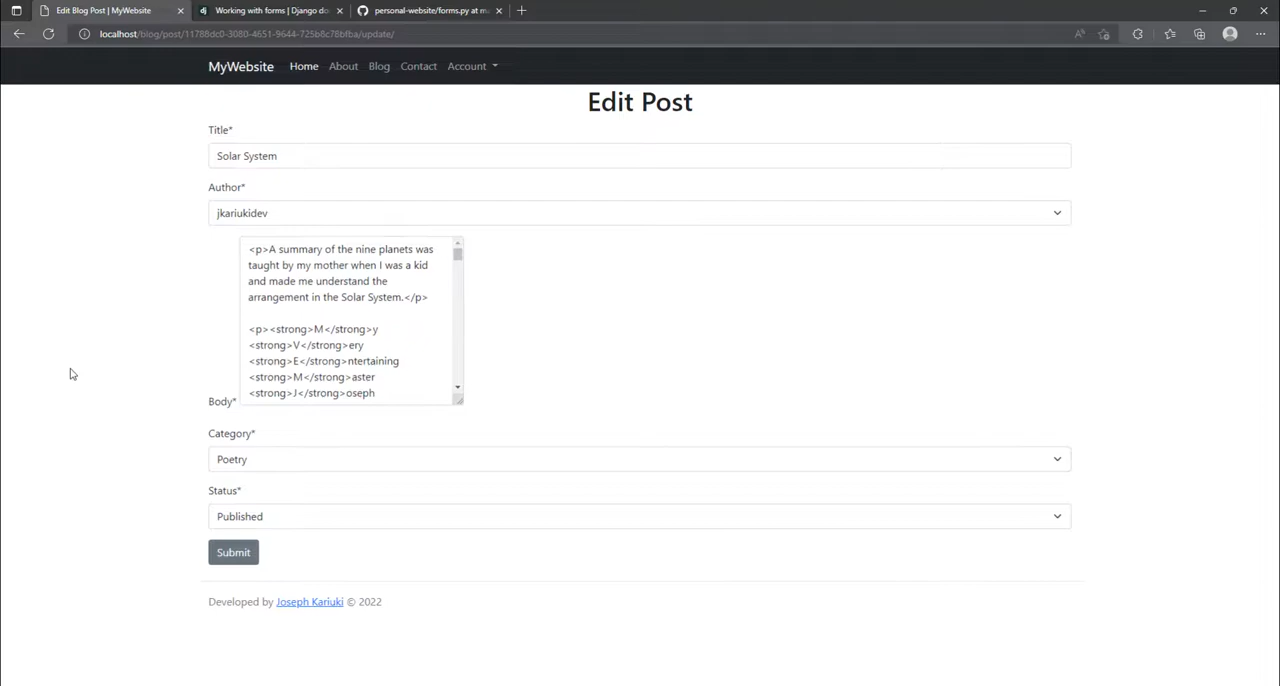 Edit Blog Post | MyWebsite
Working with forms | Django do
personal-website/forms.py at ma
localhost/blog/post/11788dc0-3080-4651-9644-725b8c78bfba/update/
MyWebsite Home About Blog Contact Account
Edit Post
Title*
Solar System
Author*
jkariukidev
<p>A summary of the nine planets was
taught by my mother when I was a kid
and made me understand the
arrangement in the Solar System.</p>
<p><strong>M</strong>y
<strong>V</strong>ery
<strong>E</strong>ntertaining
<strong>M</strong>aster
<strong>J</strong>oseph
Body*
Category*
Poetry
Status*
Published
Submit
Developed by Joseph Kariuki © 2022